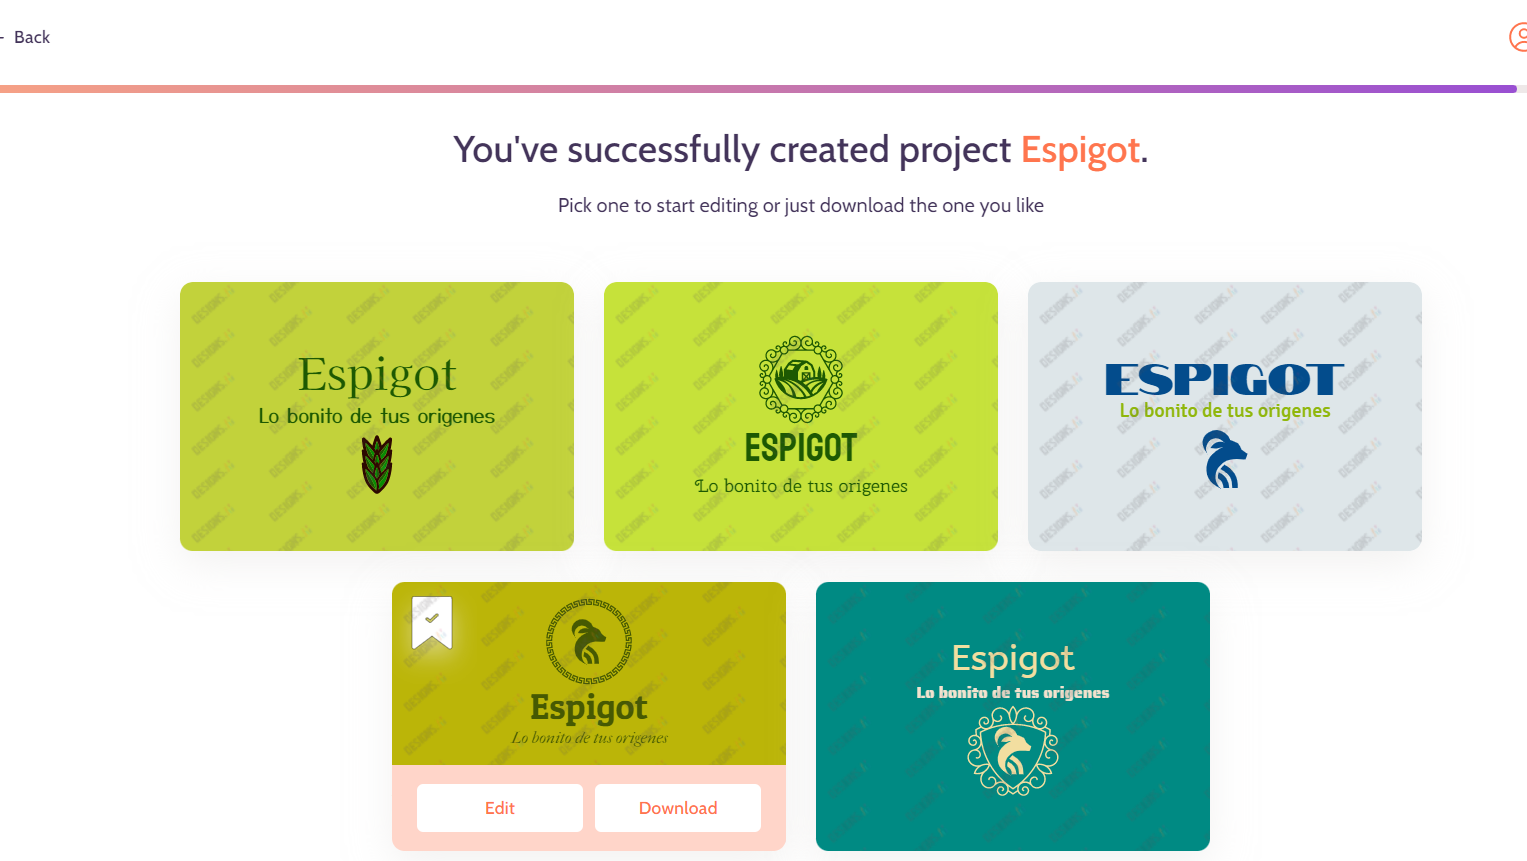 Back
You've successfully created project Espigot.
Pick one to start editing or just download the one you like
Espigot
Lo bonito de tus origenes
ESPIGOT
Lo bonito de tus origenes
ESPIGOT
Lo bonito de tus origenes
Espigot
Lo bonito de tus origenes
Edit
Download
Espigot
Lo bonito de tus origenes
DESIGNS.AI